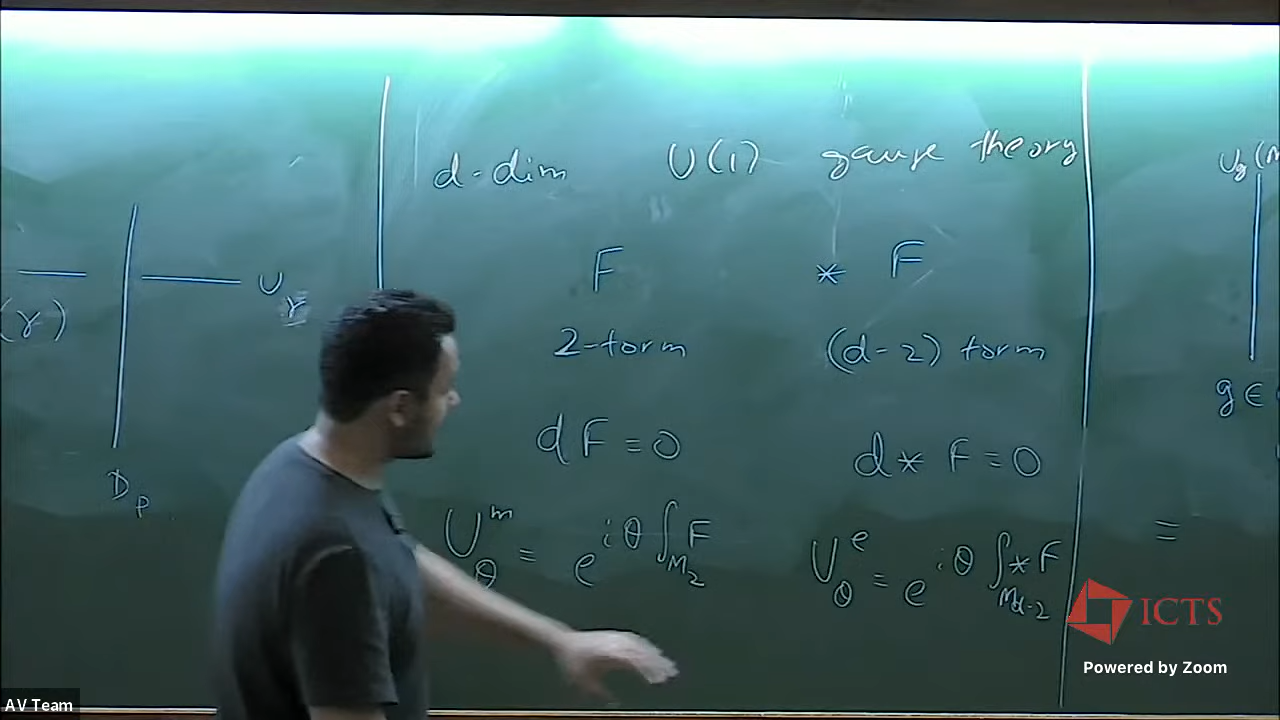 d-dim U(1) gauge theory
F * F
2-form (d-2) form
dF = 0 d* F = 0
U^m_θ = e^{iθ ∫_{M_2} F} U^e_θ = e^{iθ ∫_{M_{d-2}} *F}
U_γ
(γ)
D_p
U_g(M
g ∈
=
ICTS
Powered by Zoom
AV Team